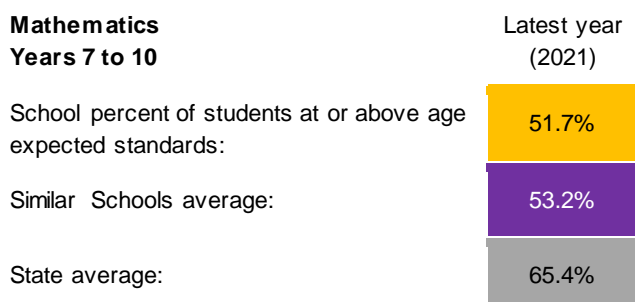 Mathematics
Years 7 to 10
Latest year
(2021)
School percent of students at or above age
expected standards:
51.7%
Similar Schools average:
53.2%
State average:
65.4%